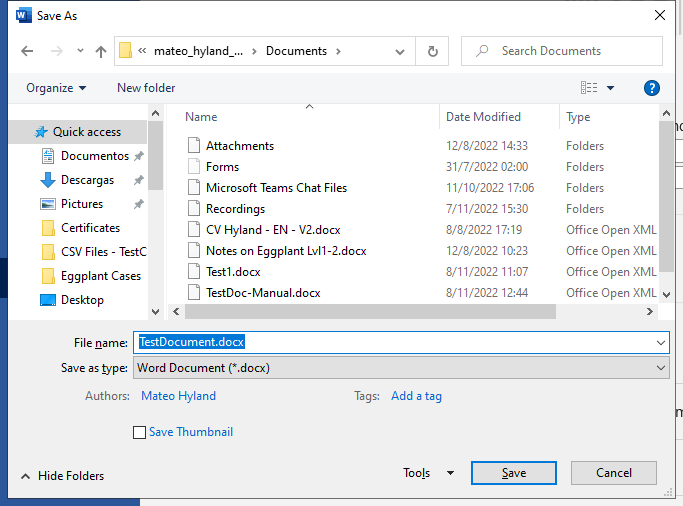 Save As
« mateo_hyland_... > Documents >
Search Documents
Organize New folder
?
Quick access
Documentos
Descargas
Pictures
Certificates
CSV Files - TestC
Eggplant Cases
Desktop
Name Date Modified Type
Attachments 12/8/2022 14:33 Folders
Forms 31/7/2022 02:00 Folders
Microsoft Teams Chat Files 11/10/2022 17:06 Folders
Recordings 7/11/2022 15:30 Folders
CV Hyland - EN - V2.docx 8/8/2022 17:19 Office Open XML
Notes on Eggplant Lvl1-2.docx 12/8/2022 10:23 Office Open XML
Test1.docx 8/11/2022 11:07 Office Open XML
TestDoc-Manual.docx 8/11/2022 12:44 Office Open XML
File name: TestDocument.docx
Save as type: Word Document (*.docx)
Authors: Mateo Hyland Tags: Add a tag
Save Thumbnail
Hide Folders Tools Save Cancel